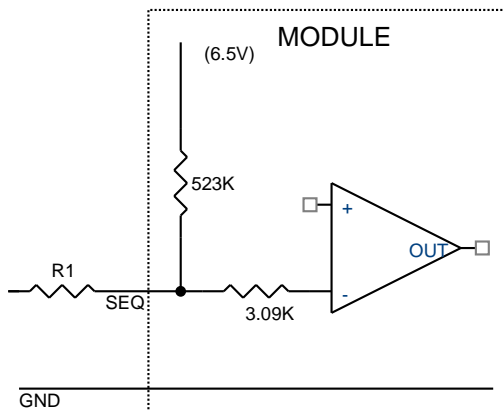 MODULE
(6.5V)
523K
+
OUT
R1
SEQ
-
3.09K
GND